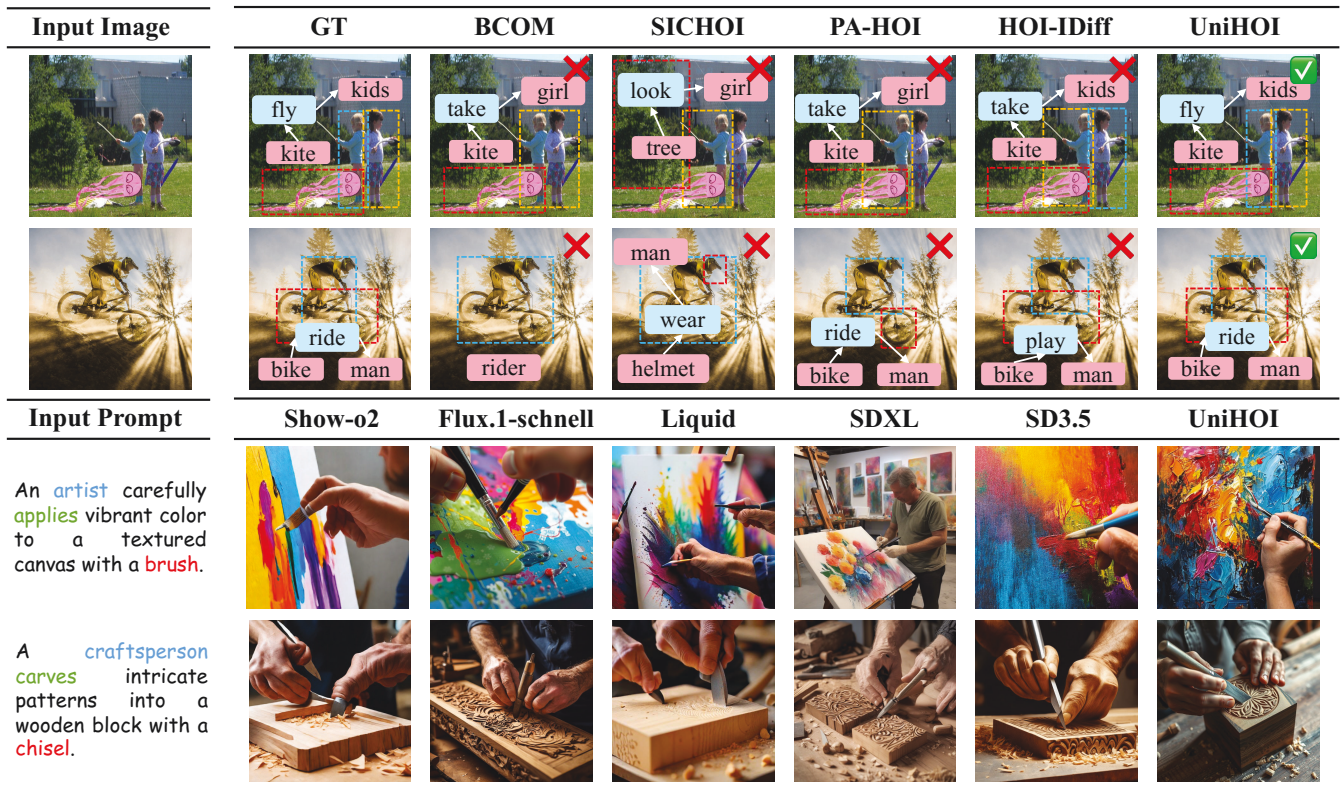 Input Image GT BCOM SICHOI PA-HOI HOI-IDiff UniHOI
fly kids kite
take girl kite
look girl tree
take girl kite
take kids kite
fly kids kite
ride bike man
rider
man wear helmet
ride bike man
play bike man
ride bike man
Input Prompt Show-o2 Flux.1-schnell Liquid SDXL SD3.5 UniHOI
An artist carefully
applies vibrant color
to a textured
canvas with a brush.
A craftsperson
carves intricate
patterns into a
wooden block with a
chisel.